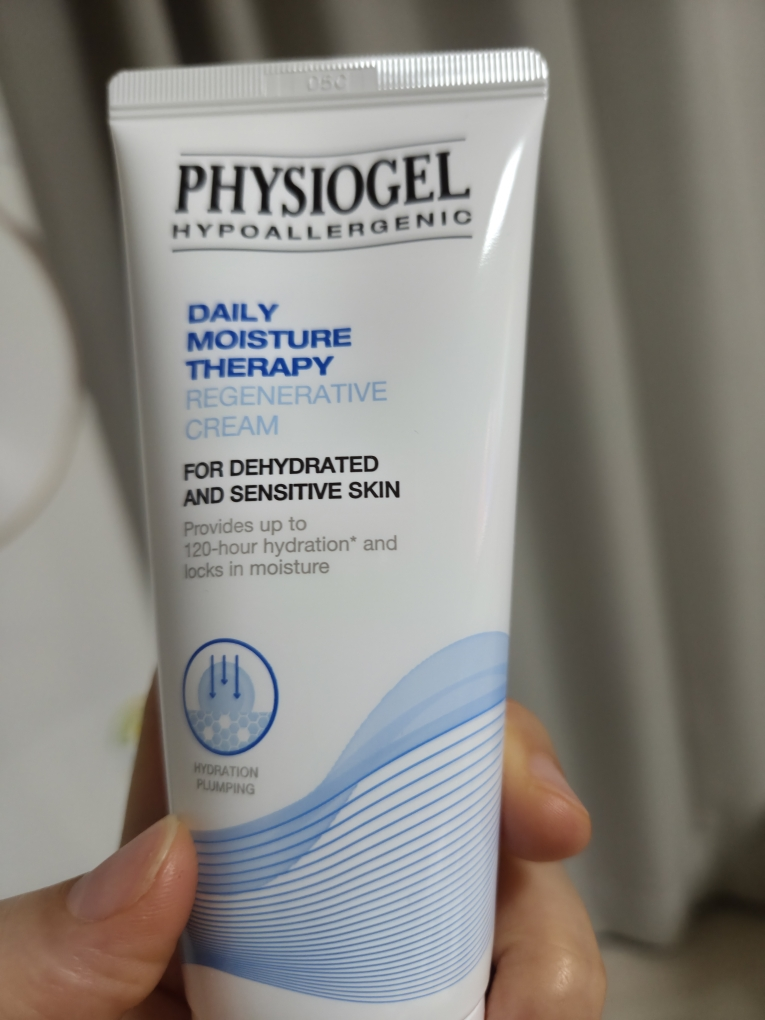 PHYSIOGEL
HYPOALLERGENIC
DAILY
MOISTURE
THERAPY
REGENERATIVE
CREAM
FOR DEHYDRATED
AND SENSITIVE SKIN
Provides up to
120-hour hydration* and
locks in moisture
HYDRATION
PLUMPING